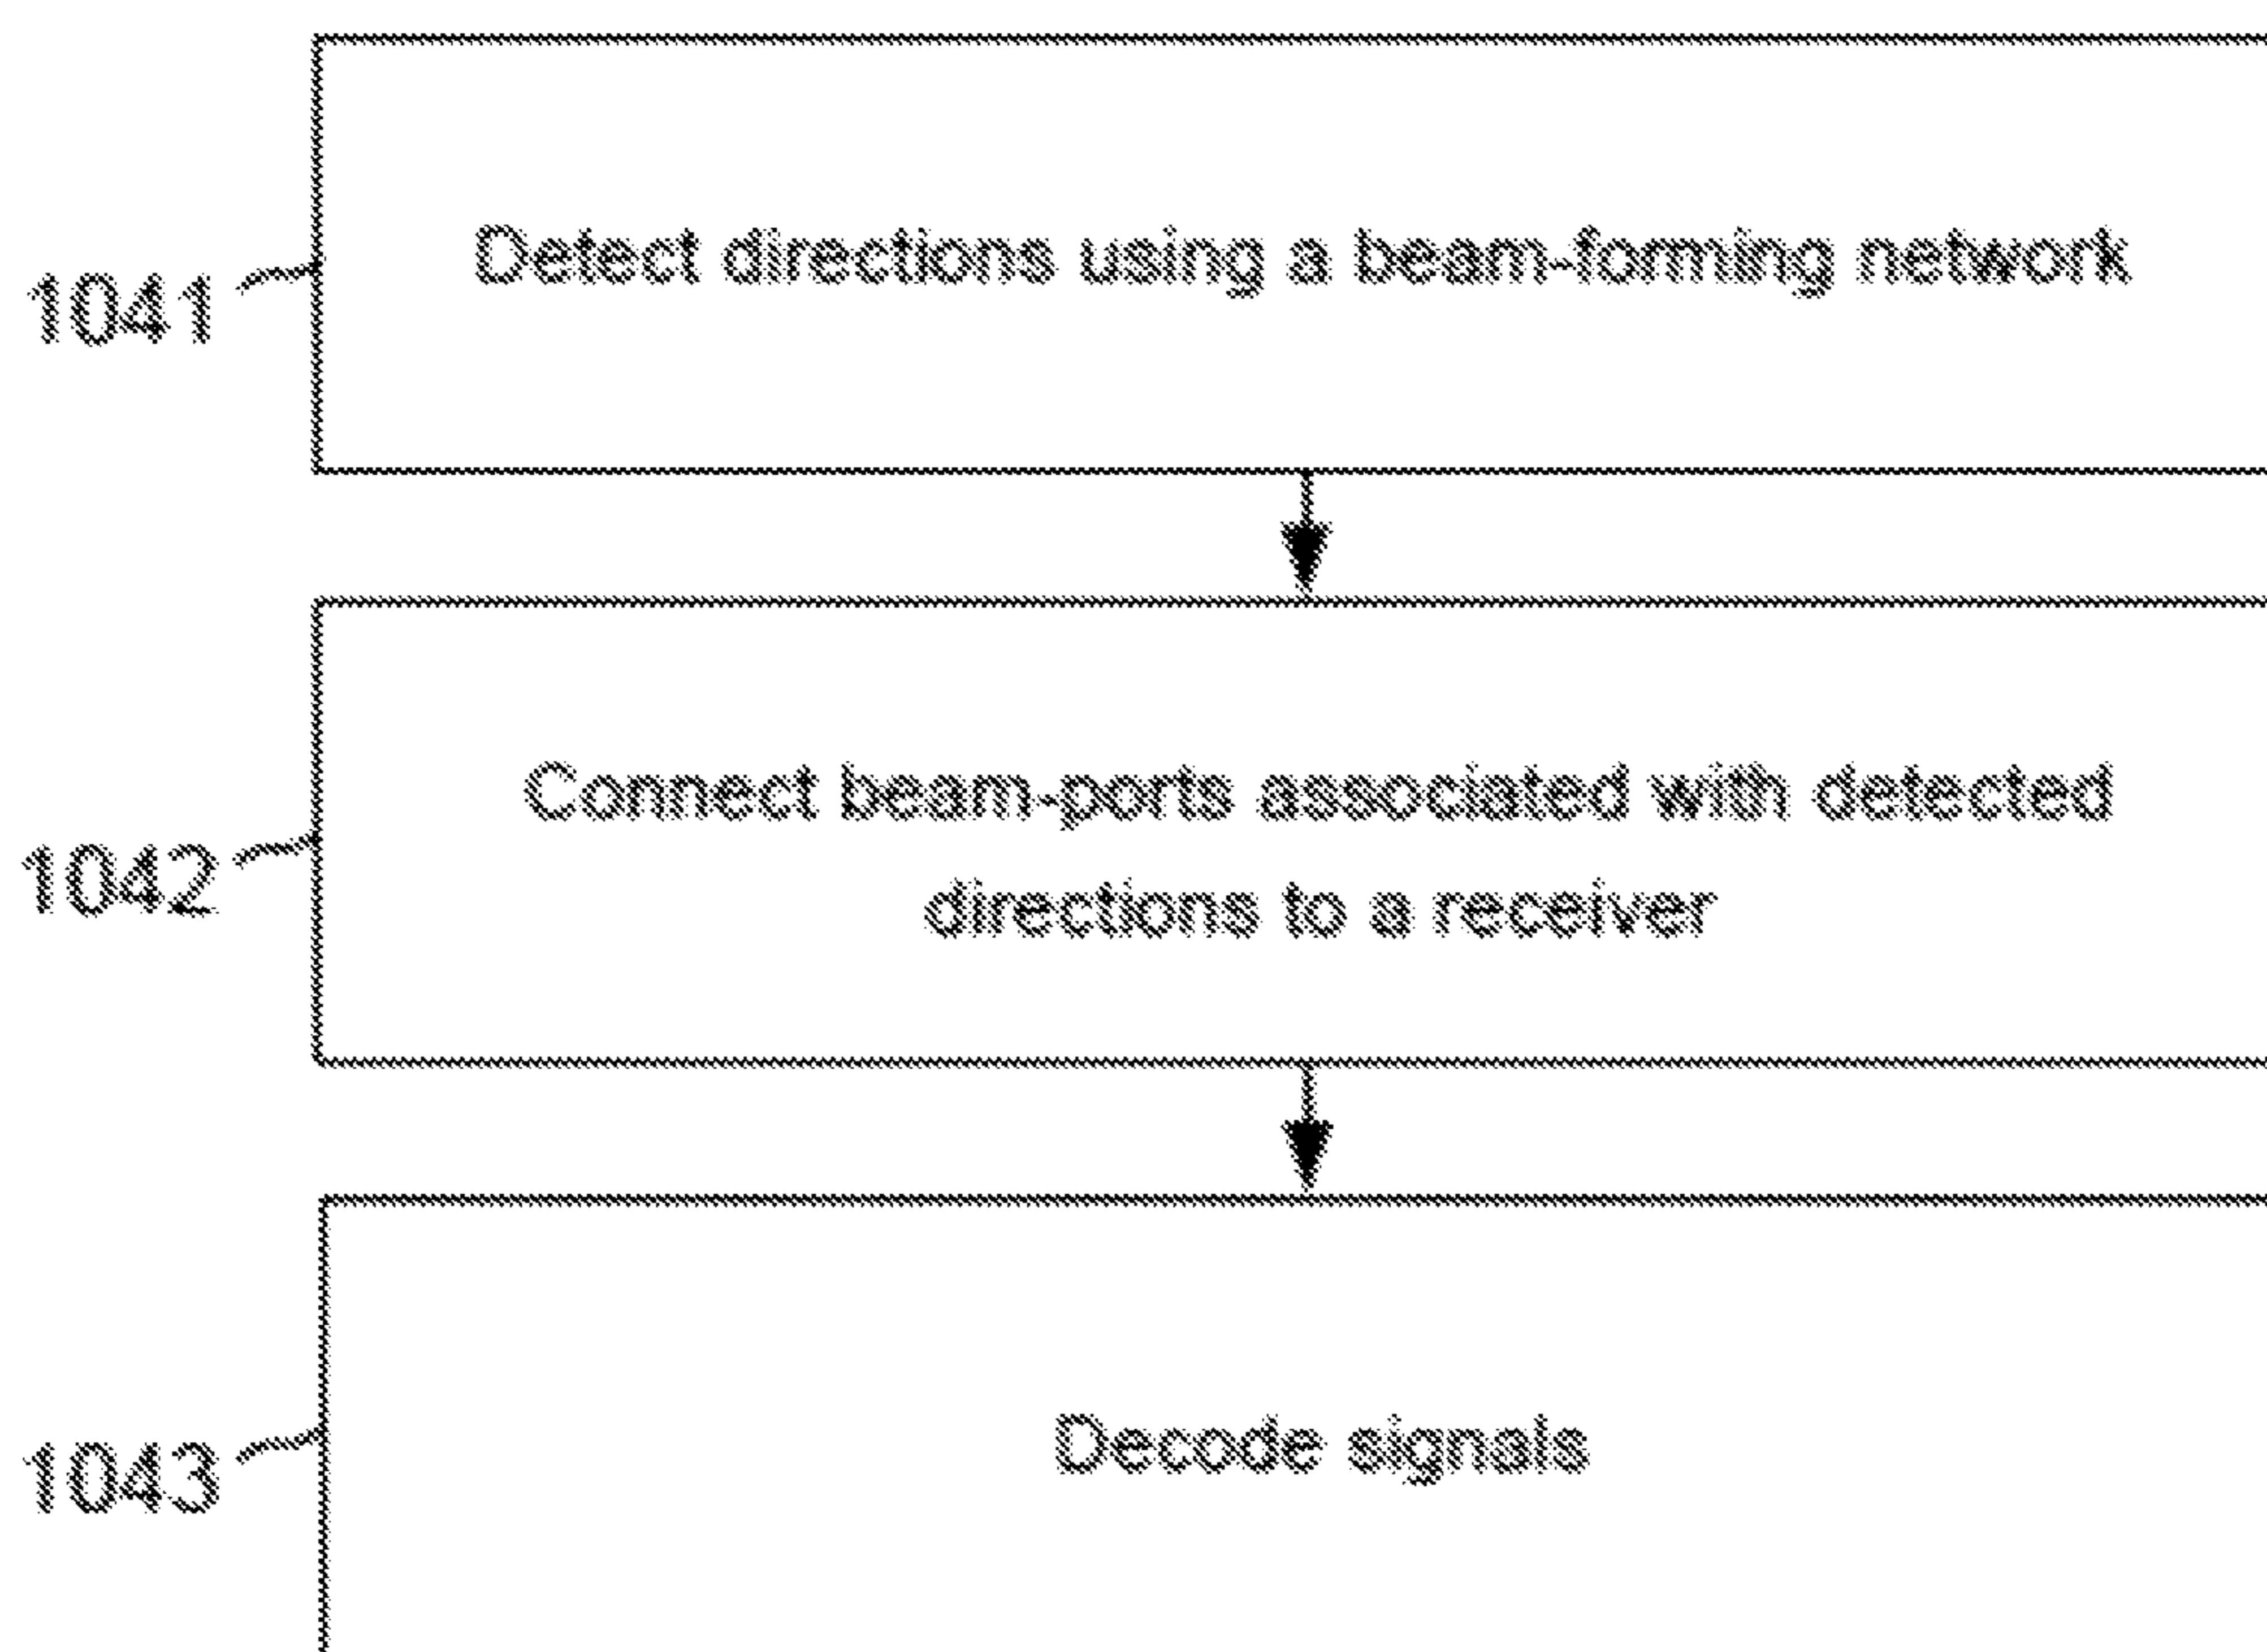 Detect directions using a beam-forming network
1041
Connect beam-ports associated with detected
directions to a receiver
1042
Decode signals
1043